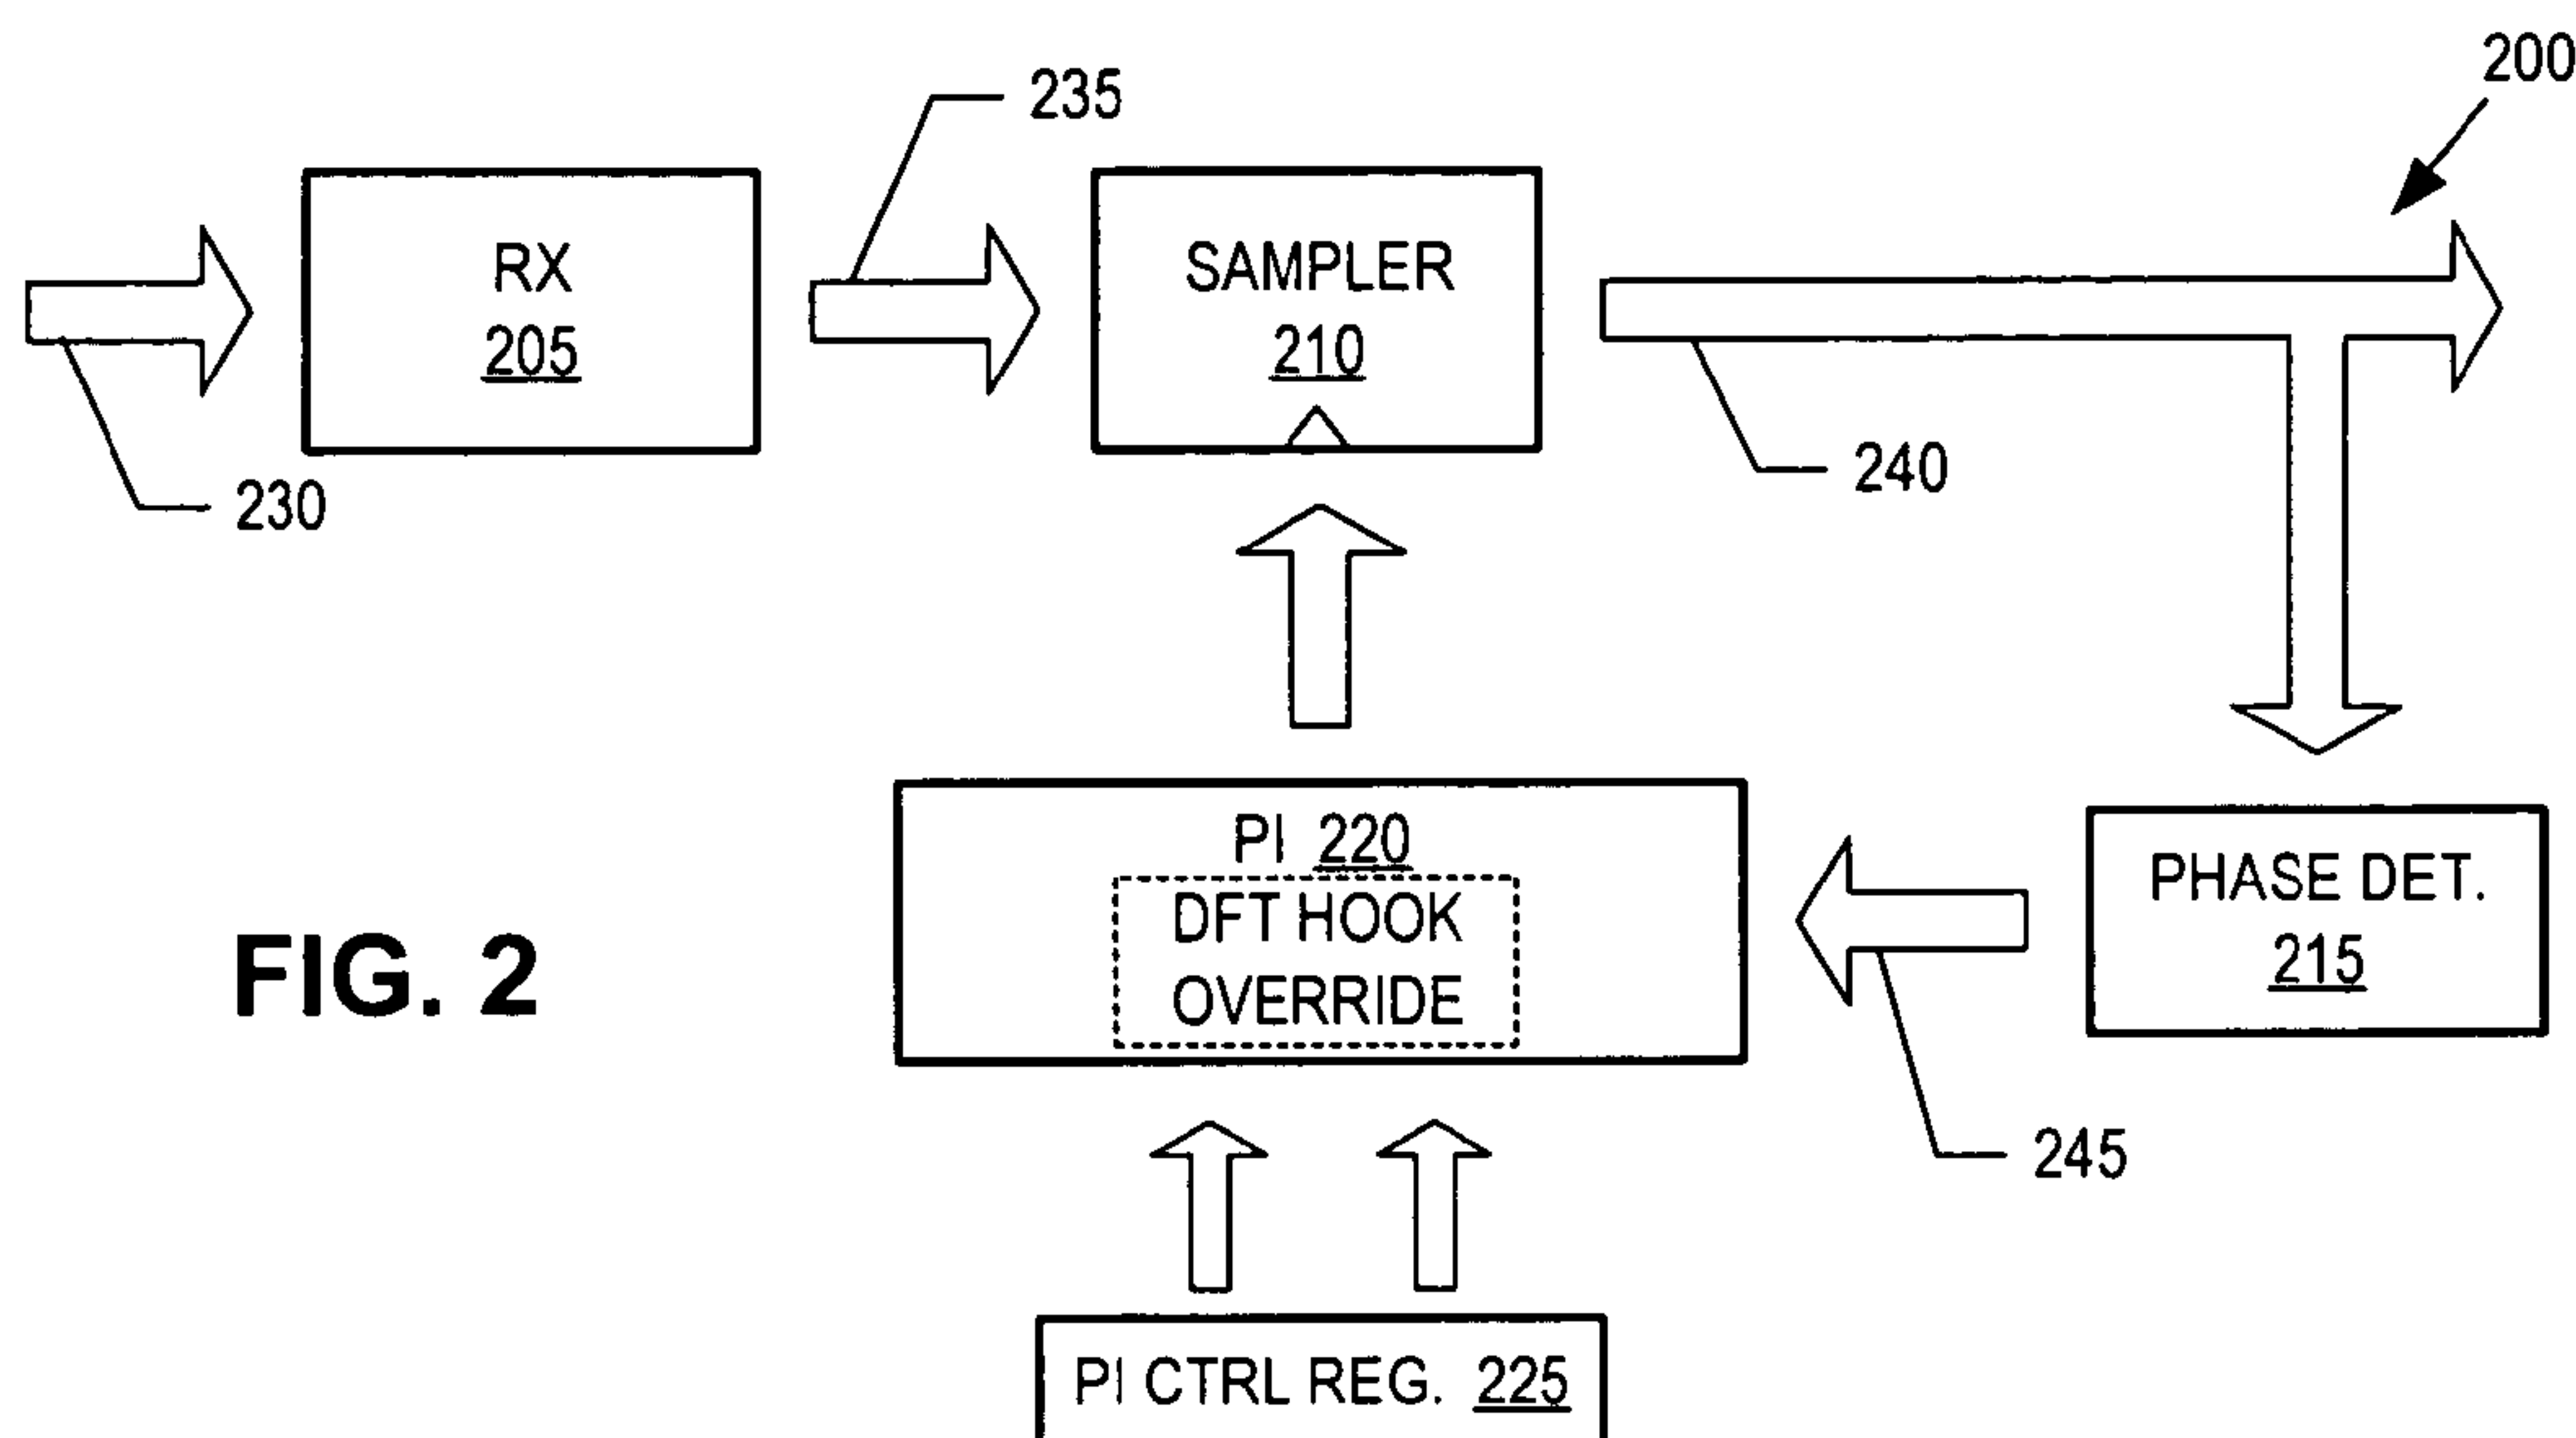 200
235
RX
205
SAMPLER
210
230
240
PI 220
DFT HOOK
OVERRIDE
PHASE DET.
215
FIG. 2
245
PI CTRL REG. 225